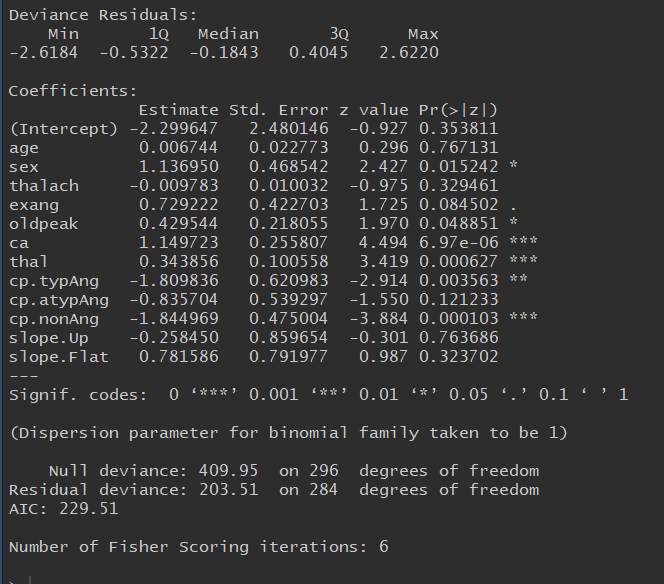 Deviance Residuals:
    Min       1Q   Median       3Q      Max
-2.6184  -0.5322  -0.1843   0.4045   2.6220

Coefficients:
             Estimate Std. Error z value Pr(>|z|)
(Intercept) -2.299647   2.480146  -0.927 0.353811
age          0.006744   0.022773   0.296 0.767131
sex          1.136950   0.468542   2.427 0.015242 *
thalach     -0.009783   0.010032  -0.975 0.329461
exang        0.729222   0.422703   1.725 0.084502 .
oldpeak      0.429544   0.218055   1.970 0.048851 *
ca           1.149723   0.255807   4.494 6.97e-06 ***
thal         0.343856   0.100558   3.419 0.000627 ***
cp.typAng   -1.809836   0.620983  -2.914 0.003563 **
cp.atypAng  -0.835704   0.539297  -1.550 0.121233
cp.nonAng   -1.844969   0.475004  -3.884 0.000103 ***
slope.Up    -0.258450   0.859654  -0.301 0.763686
slope.Flat   0.781586   0.791977   0.987 0.323702
---
Signif. codes:  0 ‘***’ 0.001 ‘**’ 0.01 ‘*’ 0.05 ‘.’ 0.1 ‘ ’ 1

(Dispersion parameter for binomial family taken to be 1)

    Null deviance: 409.95  on 296  degrees of freedom
Residual deviance: 203.51  on 284  degrees of freedom
AIC: 229.51

Number of Fisher Scoring iterations: 6